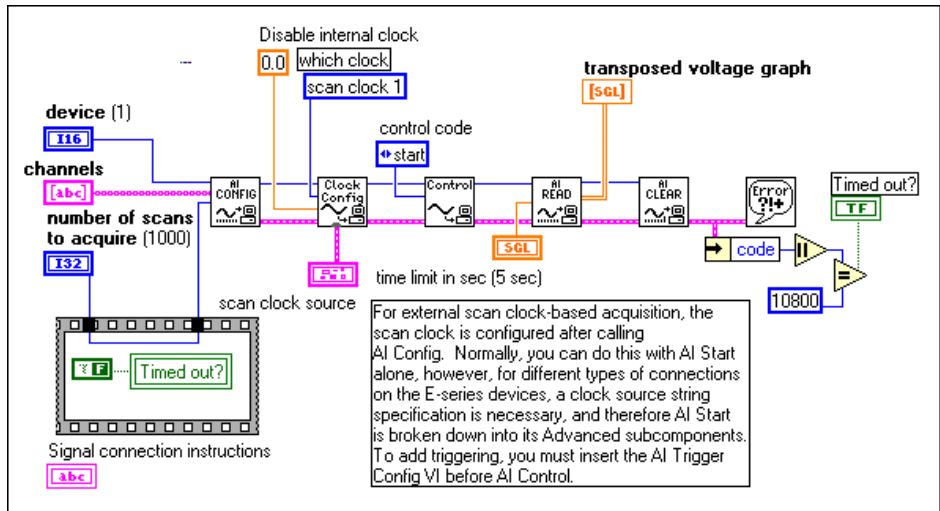 Disable internal clock
0.0
which clock
scan clock 1
transposed voltage graph
[SGL]
device (1)
I16
control code
start
channels
[abc]
AI CONFIG
Clock Config
Control
AI READ
AI CLEAR
Error ?!+
Timed out?
TF
number of scans
to acquire (1000)
I32
SGL
code
scan clock source
time limit in sec (5 sec)
10800
=
? F
Timed out?
For external scan clock-based acquisition, the
scan clock is configured after calling
AI Config. Normally, you can do this with AI Start
alone, however, for different types of connections
on the E-series devices, a clock source string
specification is necessary, and therefore AI Start
is broken down into its Advanced subcomponents.
To add triggering, you must insert the AI Trigger
Config VI before AI Control.
Signal connection instructions
abc